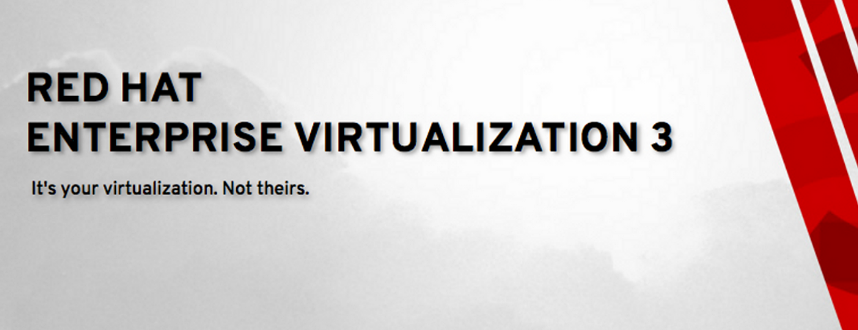 RED HAT
ENTERPRISE VIRTUALIZATION 3
It's your virtualization. Not theirs.